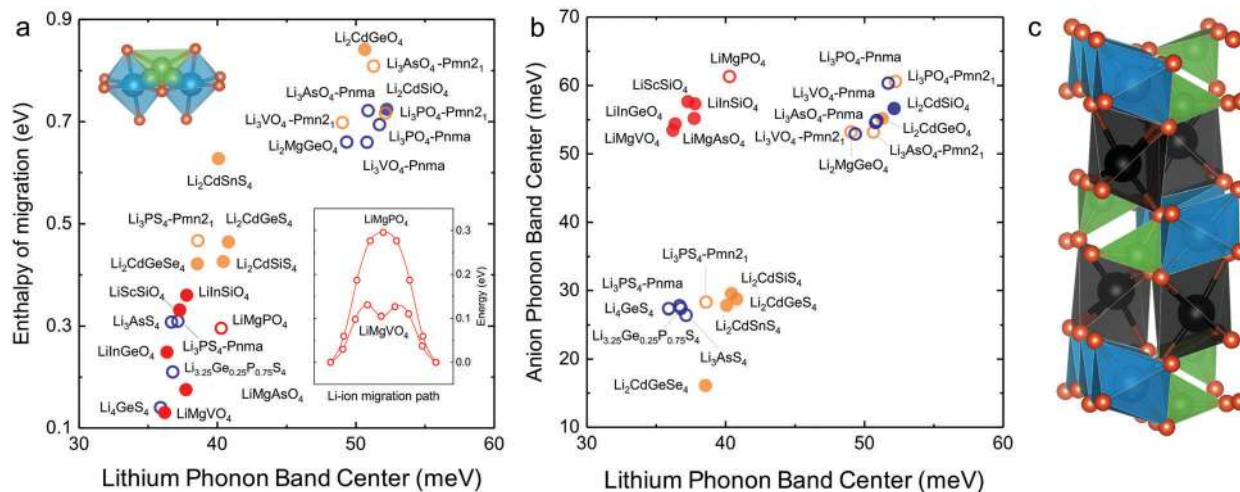 a
Enthalpy of migration (eV)
0.9
0.7
0.5
0.3
0.1
30
40
50
60
Lithium Phonon Band Center (meV)
Li₂CdGeO₄
Li₃AsO₄-Pmn2₁
Li₃AsO₄-Pnma
Li₂CdSiO₄
Li₃VO₄-Pmn2₁
Li₃PO₄-Pmn2₁
Li₂MgGeO₄
Li₃PO₄-Pnma
Li₃VO₄-Pnma
Li₂CdSnS₄
Li₃PS₄-Pmn2₁
Li₂CdGeS₄
Li₂CdGeSe₄
Li₂CdSiS₄
LiScSiO₄
LiInSiO₄
Li₃AsS₄
LiMgPO₄
LiInGeO₄
Li₃PS₄-Pnma
Li₃.₂₅Ge₀.₂₅P₀.₇₅S₄
Li₄GeS₄
LiMgVO₄
LiMgAsO₄
LiMgPO₄
LiMgVO₄
0.3
0.2
0.1
0.0
Energy (eV)
Li-ion migration path
b
Anion Phonon Band Center (meV)
70
60
50
40
30
20
10
30
40
50
60
Lithium Phonon Band Center (meV)
LiMgPO₄
LiScSiO₄
LiInSiO₄
LiInGeO₄
LiMgVO₄
LiMgAsO₄
Li₃PO₄-Pnma
Li₃PO₄-Pmn2₁
Li₃VO₄-Pnma
Li₃AsO₄-Pnma
Li₂CdSiO₄
Li₃VO₄-Pmn2₁
Li₂CdGeO₄
Li₂MgGeO₄
Li₃AsO₄-Pmn2₁
Li₃PS₄-Pmn2₁
Li₃PS₄-Pnma
Li₂CdSiS₄
Li₄GeS₄
Li₂CdGeS₄
Li₃.₂₅Ge₀.₂₅P₀.₇₅S₄
Li₂CdSnS₄
Li₃AsS₄
Li₂CdGeSe₄
c